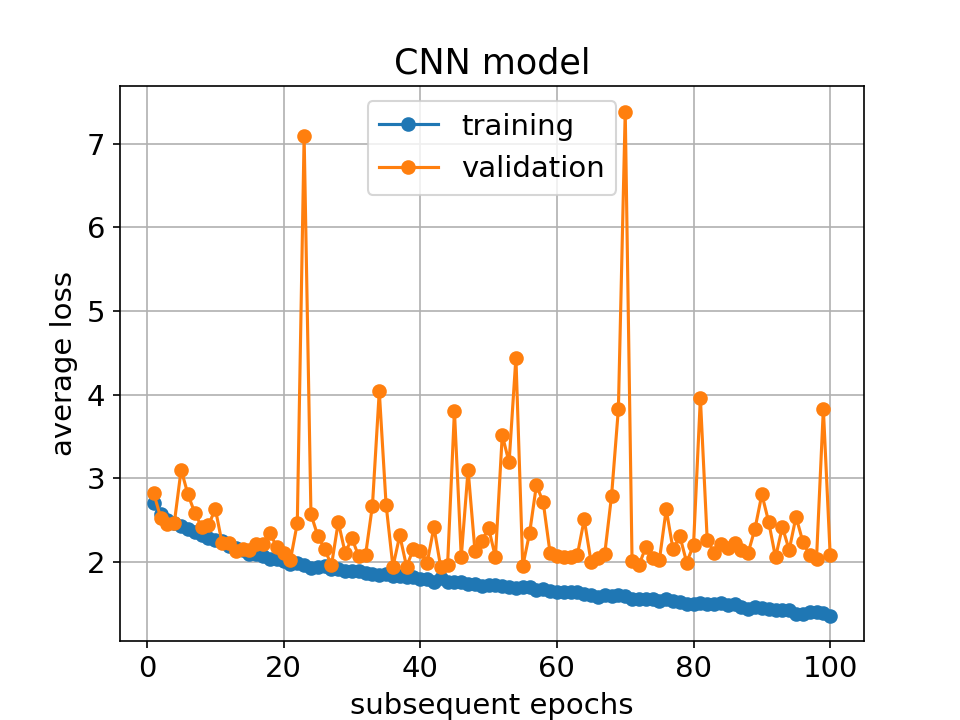 CNN model
training
validation
average loss
7
6
5
4
3
2
0 20 40 60 80 100
subsequent epochs